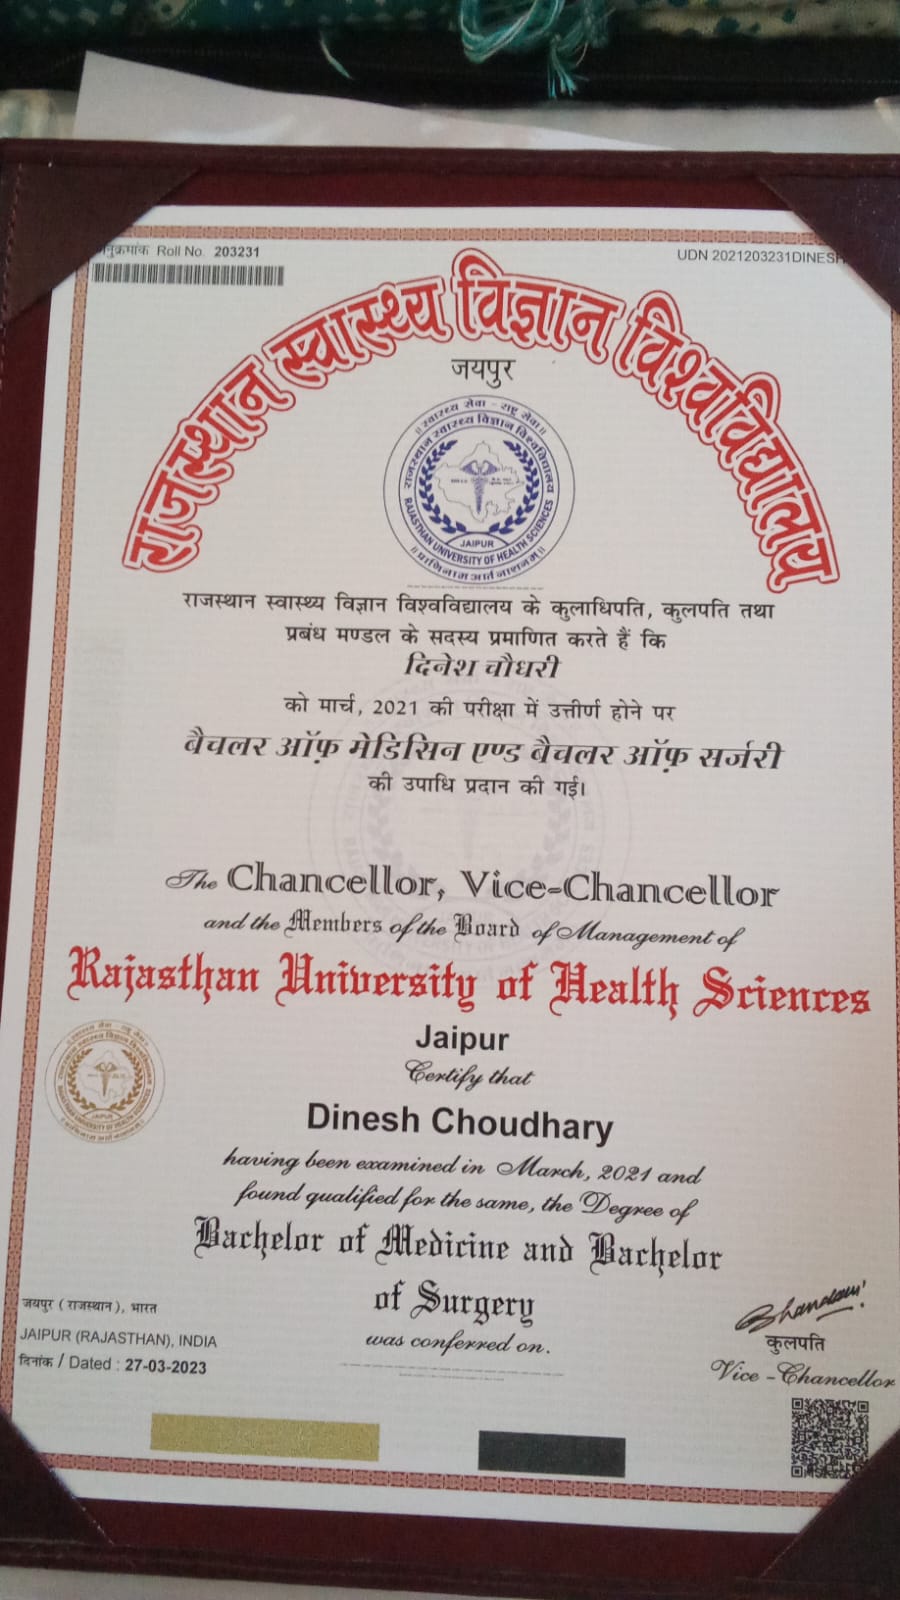 नुक्रमांक Roll No. 203231
UDN 2021203231DINESH
राजस्थान स्वास्थ्य विज्ञान विश्वविद्यालय
जयपुर
॥ स्वास्थ्य सेवा - राष्ट्र सेवा ॥
राजस्थान स्वास्थ्य विज्ञान विश्वविद्यालय
JAIPUR
RAJASTHAN UNIVERSITY OF HEALTH SCIENCES
राजस्थान स्वास्थ्य विज्ञान विश्वविद्यालय के कुलाधिपति, कुलपति तथा
प्रबंध मण्डल के सदस्य प्रमाणित करते हैं कि
दिनेश चौधरी
को मार्च, 2021 की परीक्षा में उत्तीर्ण होने पर
बैचलर ऑफ़ मेडिसिन एण्ड बैचलर ऑफ़ सर्जरी
की उपाधि प्रदान की गई।
The Chancellor, Vice-Chancellor
and the Members of the Board of Management of
Rajasthan University of Health Sciences
Jaipur
Certify that
Dinesh Choudhary
having been examined in March, 2021 and
found qualified for the same, the Degree of
Bachelor of Medicine and Bachelor
of Surgery
was conferred on.
जयपुर ( राजस्थान ), भारत
JAIPUR (RAJASTHAN), INDIA
दिनांक / Dated : 27-03-2023
Bhandari
कुलपति
Vice-Chancellor